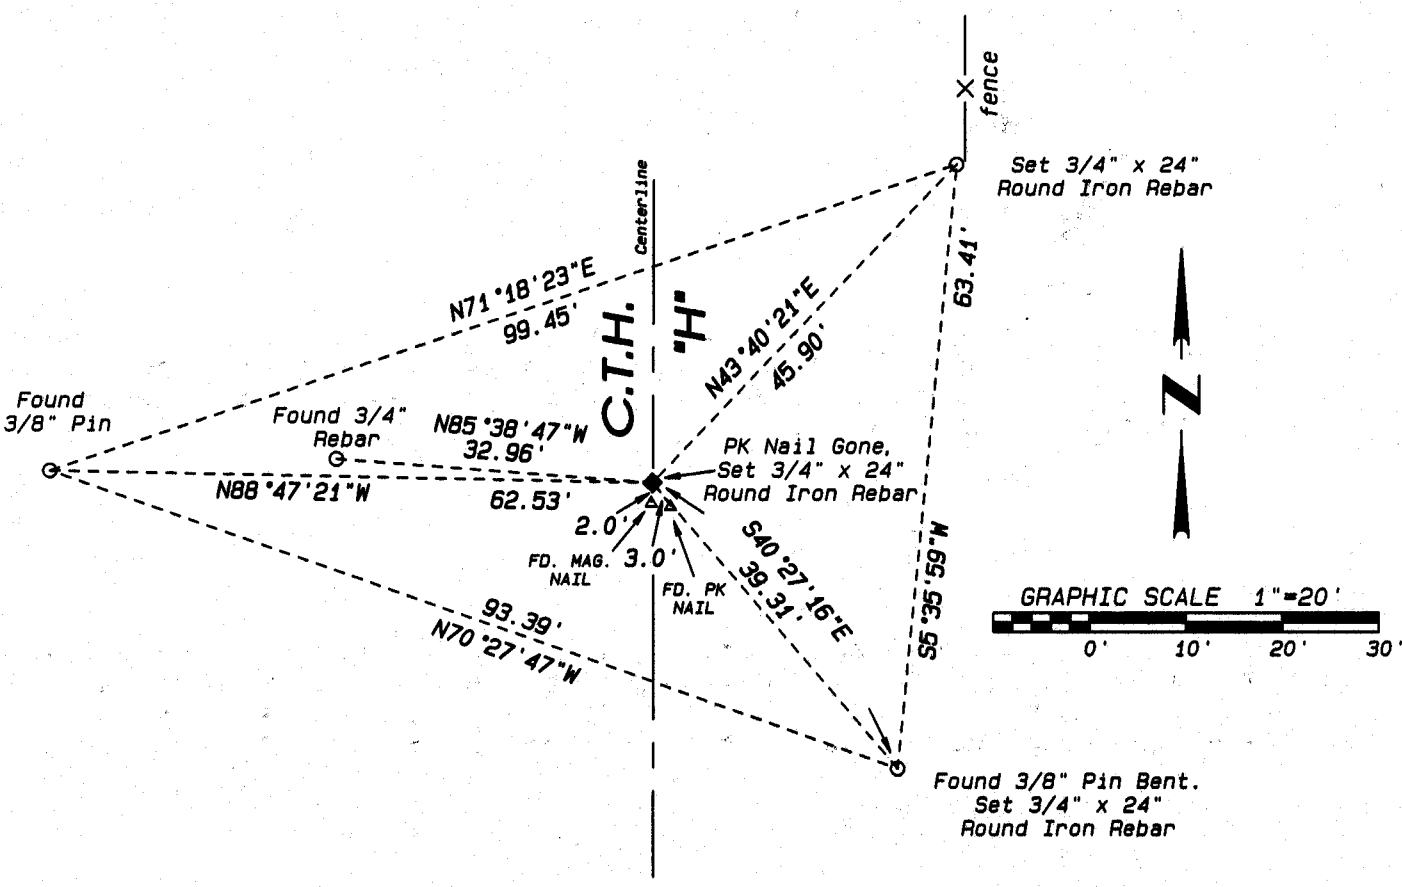 fence
Set 3/4" x 24"
Round Iron Rebar
Centerline
63.41'
N71°18'23"E
99.45'
C.T.H.
"H"
N43°40'21"E
45.90'
Found
3/8" Pin
Found 3/4"
Rebar
N85°38'47"W
32.96'
PK Nail Gone,
Set 3/4" x 24"
Round Iron Rebar
N88°47'21"W
62.53'
2.0'
3.0'
FD. MAG.
NAIL
FD. PK
NAIL
S40°27'16"E
39.31'
S5°35'59"W
N
GRAPHIC SCALE 1"=20'
0' 10' 20' 30'
93.39'
N70°27'47"W
Found 3/8" Pin Bent.
Set 3/4" x 24"
Round Iron Rebar